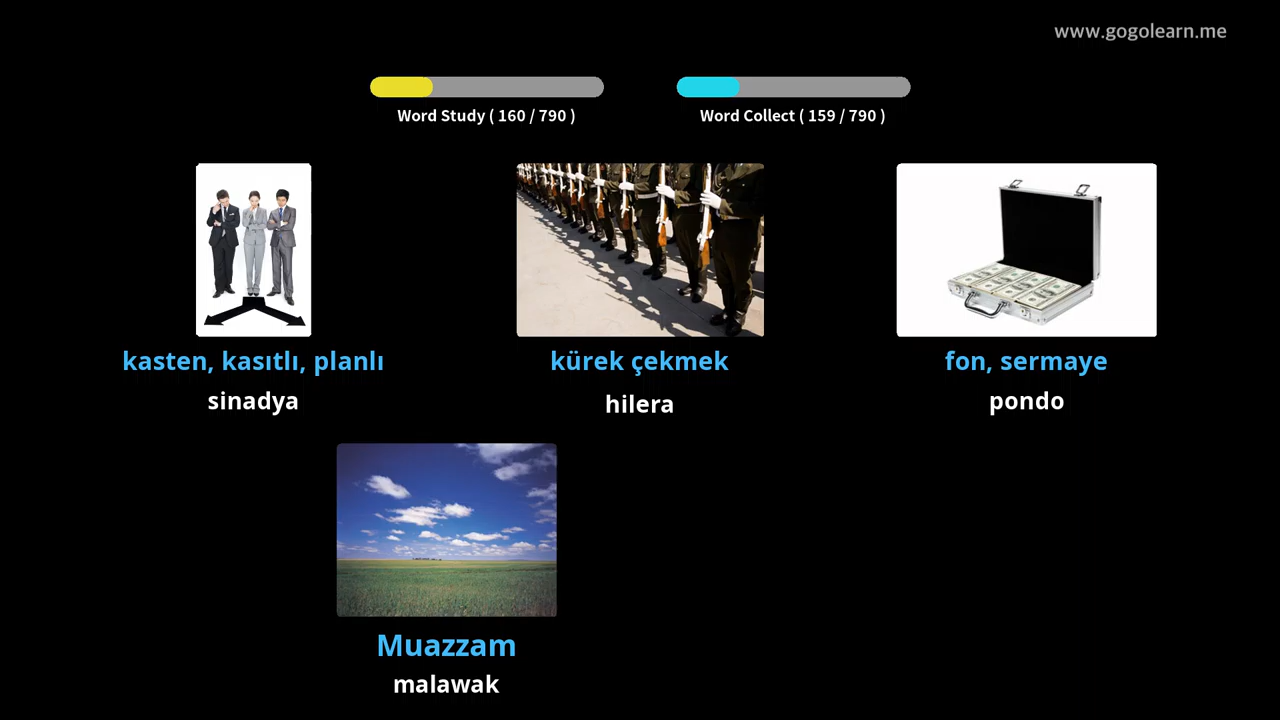 www.gogolearn.me
Word Study ( 160 / 790 )
Word Collect ( 159 / 790 )
kasten, kasıtlı, planlı
sinadya
kürek çekmek
hilera
fon, sermaye
pondo
Muazzam
malawak